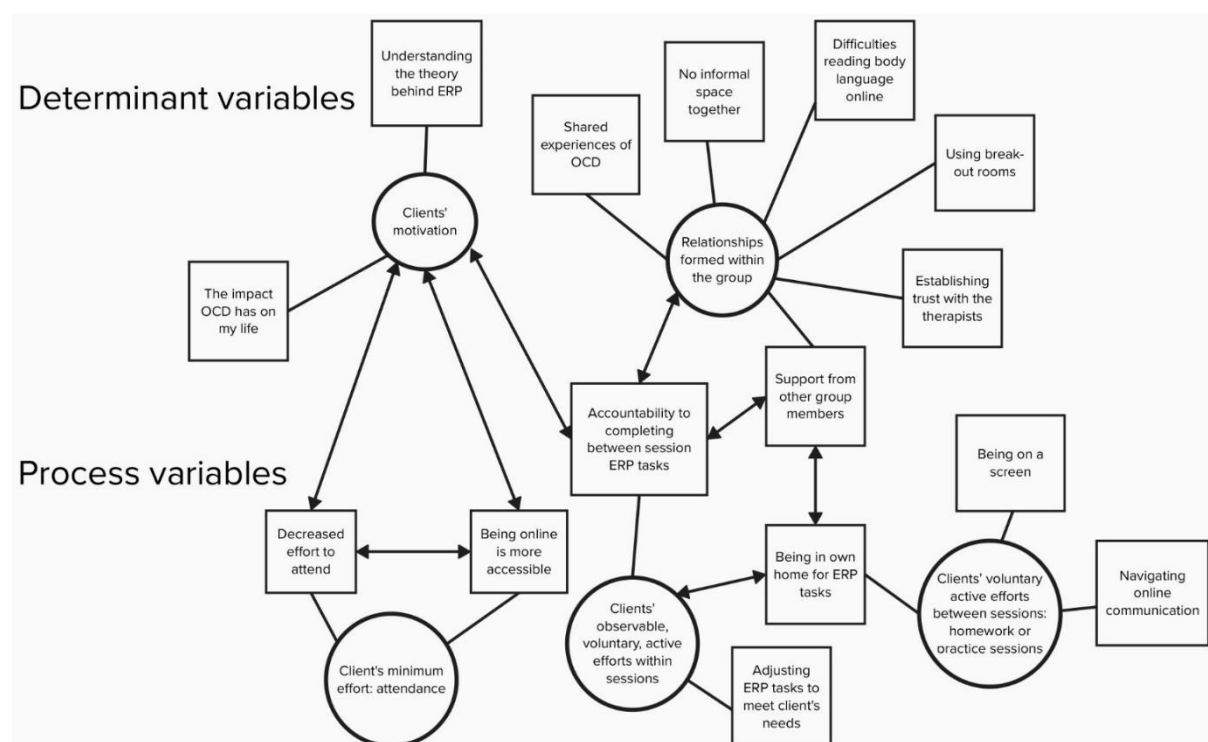 Determinant variables
Understanding
the theory
behind ERP
Clients'
motivation
The impact
OCD has on
my life
Shared
experiences of
OCD
No informal
space
together
Difficulties
reading body
language
online
Using break-
out rooms
Relationships
formed within
the group
Establishing
trust with the
therapists
Support from
other group
members
Accountability to
completing
between session
ERP tasks
Process variables
Decreased
effort to
attend
Being online
is more
accessible
Client's minimum
effort: attendance
Clients'
observable,
voluntary, active
efforts within
sessions
Being in own
home for ERP
tasks
Adjusting
ERP tasks to
meet client's
needs
Being on a
screen
Clients' voluntary
active efforts
between sessions:
homework or
practice sessions
Navigating
online
communication